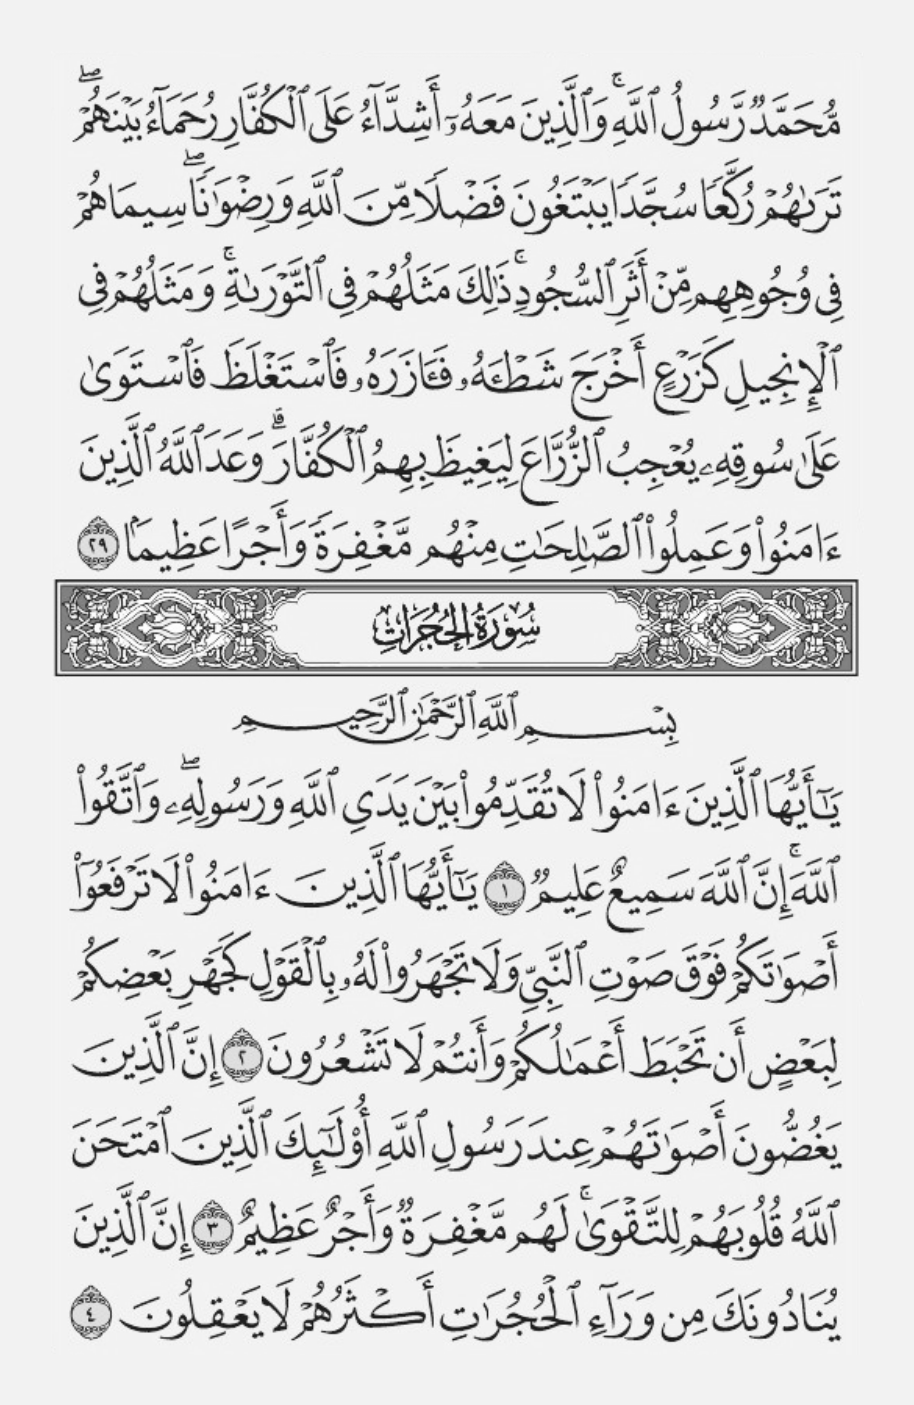 مُّحَمَّدٌ رَّسُولُ ٱللَّهِۚ وَٱلَّذِينَ مَعَهُۥٓ أَشِدَّآءُ عَلَى ٱلْكُفَّارِ رُحَمَآءُ بَيْنَهُمْۖ
تَرَىٰهُمْ رُكَّعًا سُجَّدًا يَبْتَغُونَ فَضْلًا مِّنَ ٱللَّهِ وَرِضْوَٰنًاۖ سِيمَاهُمْ
فِى وُجُوهِهِم مِّنْ أَثَرِ ٱلسُّجُودِۚ ذَٰلِكَ مَثَلُهُمْ فِى ٱلتَّوْرَىٰةِۚ وَمَثَلُهُمْ فِى
ٱلْإِنجِيلِ كَزَرْعٍ أَخْرَجَ شَطْـَٔهُۥ فَـَٔازَرَهُۥ فَٱسْتَغْلَظَ فَٱسْتَوَىٰ
عَلَىٰ سُوقِهِۦ يُعْجِبُ ٱلزُّرَّاعَ لِيَغِيظَ بِهِمُ ٱلْكُفَّارَۗ وَعَدَ ٱللَّهُ ٱلَّذِينَ
ءَامَنُوا۟ وَعَمِلُوا۟ ٱلصَّـٰلِحَـٰتِ مِنْهُم مَّغْفِرَةً وَأَجْرًا عَظِيمًۢا ٢٩
سُورَةُ الحُجُرَاتِ
بِسْمِ ٱللَّهِ ٱلرَّحْمَـٰنِ ٱلرَّحِيمِ
يَـٰٓأَيُّهَا ٱلَّذِينَ ءَامَنُوا۟ لَا تُقَدِّمُوا۟ بَيْنَ يَدَىِ ٱللَّهِ وَرَسُولِهِۦۖ وَٱتَّقُوا۟
ٱللَّهَۚ إِنَّ ٱللَّهَ سَمِيعٌ عَلِيمٌ ١ يَـٰٓأَيُّهَا ٱلَّذِينَ ءَامَنُوا۟ لَا تَرْفَعُوٓا۟
أَصْوَٰتَكُمْ فَوْقَ صَوْتِ ٱلنَّبِىِّ وَلَا تَجْهَرُوا۟ لَهُۥ بِٱلْقَوْلِ كَجَهْرِ بَعْضِكُمْ
لِبَعْضٍ أَن تَحْبَطَ أَعْمَـٰلُكُمْ وَأَنتُمْ لَا تَشْعُرُونَ ٢ إِنَّ ٱلَّذِينَ
يَغُضُّونَ أَصْوَٰتَهُمْ عِندَ رَسُولِ ٱللَّهِ أُو۟لَـٰٓئِكَ ٱلَّذِينَ ٱمْتَحَنَ
ٱللَّهُ قُلُوبَهُمْ لِلتَّقْوَىٰۚ لَهُم مَّغْفِرَةٌ وَأَجْرٌ عَظِيمٌ ٣ إِنَّ ٱلَّذِينَ
يُنَادُونَكَ مِن وَرَآءِ ٱلْحُجُرَٰتِ أَكْثَرُهُمْ لَا يَعْقِلُونَ ٤